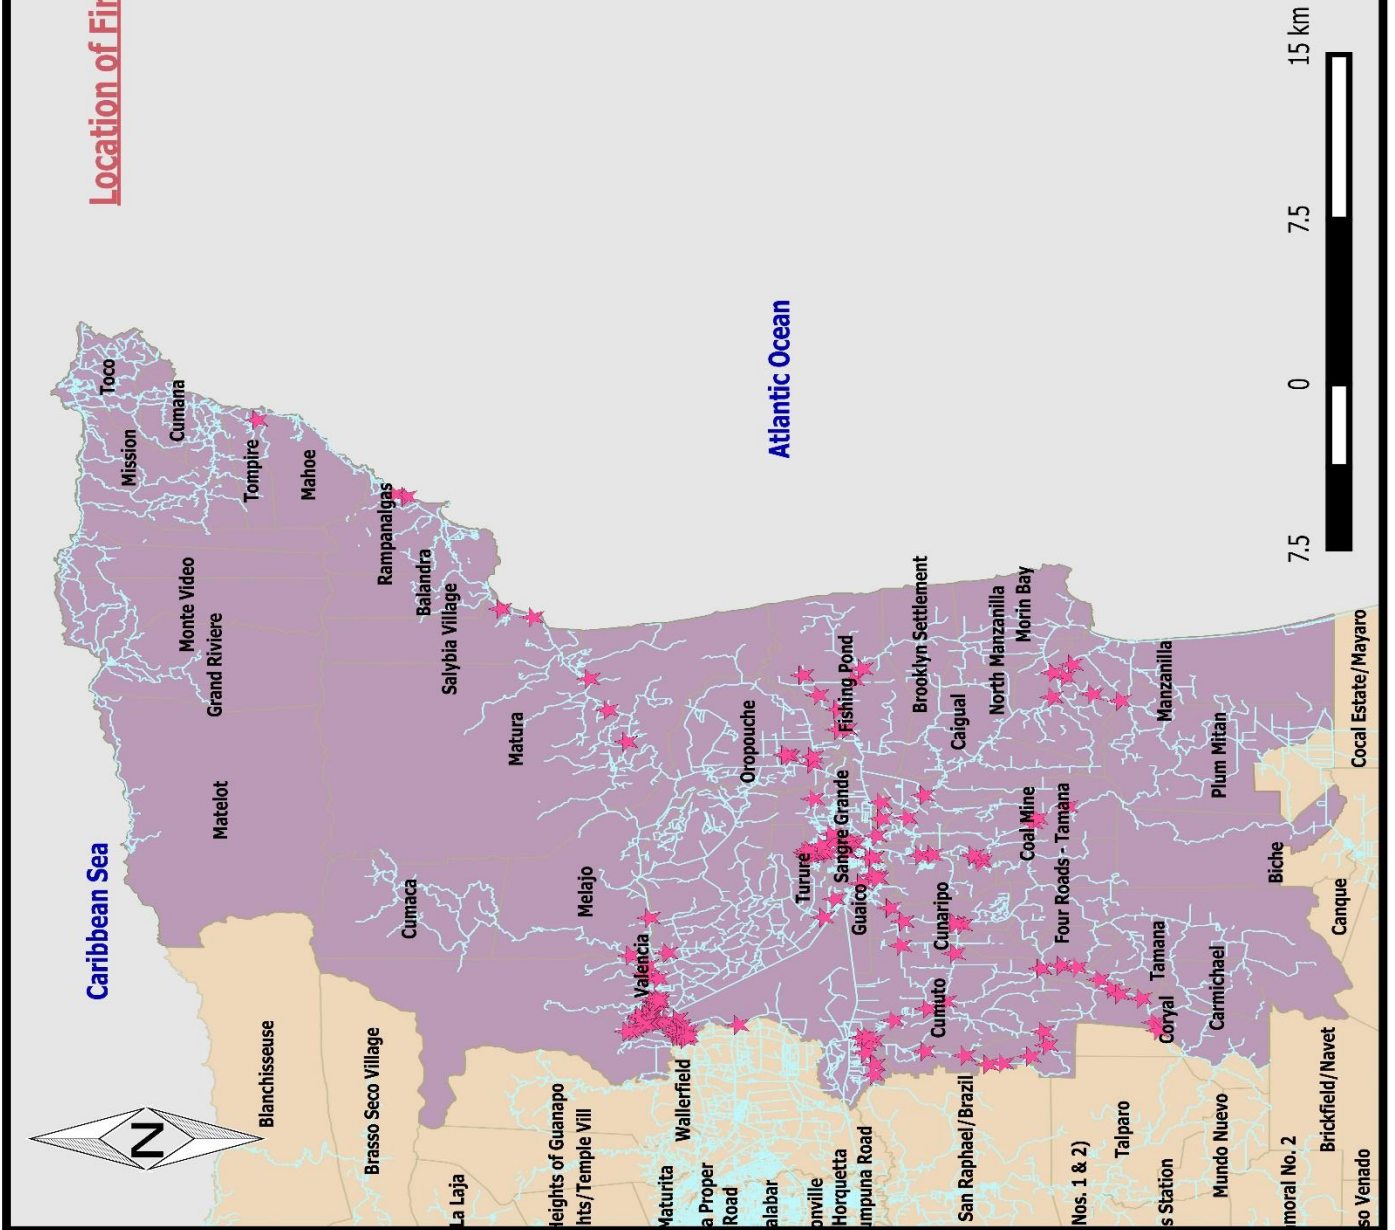 Location of Fir
Caribbean Sea
Atlantic Ocean
N
Toco
Mission
Cumana
Tompire
Mahoe
Monte Video
Grand Riviere
Matelot
Rampanalgas
Balandra
Salybia Village
Cumaca
Matura
Melajo
Valencia
Oropouche
Turure
Sangre Grande
Guaico
Fishing Pond
Brooklyn Settlement
Caigual
North Manzanilla
Morin Bay
Cunaripo
Cumuto
Coal Mine
Four Roads - Tamana
Manzanilla
Tamana
Coryal
Plum Mitan
Carmichael
Biche
Canque
Local Estate/Mayaro
Blanchisseuse
Brasso Seco Village
La Laja
Heights of Guanapo
hts/Temple Vill
Wallerfield
Maturita
a Proper
Road
alabar
onville
Horquetta
umpuna Road
San Raphael/Brazil
Nos. 1 & 2)
Talparo
s Station
Mundo Nuevo
moral No. 2
Brickfield/Navet
so Venado
7.5 0 7.5 15 km